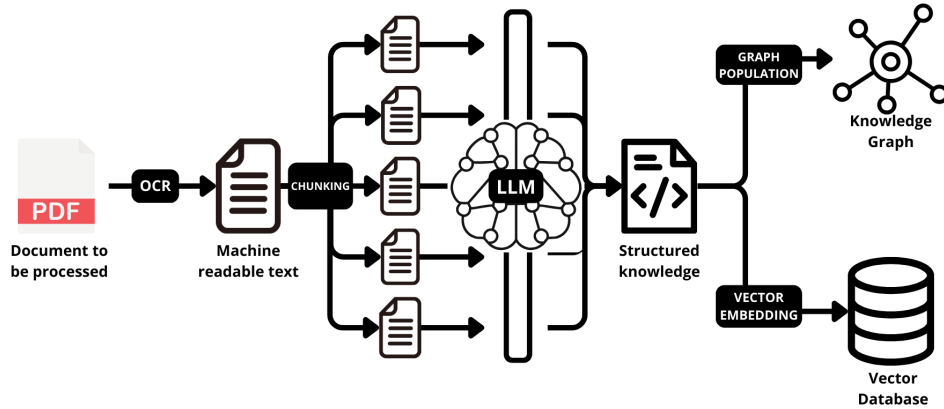 PDF
Document to
be processed
OCR
Machine
readable text
CHUNKING
LLM
Structured
knowledge
GRAPH
POPULATION
Knowledge
Graph
VECTOR
EMBEDDING
Vector
Database